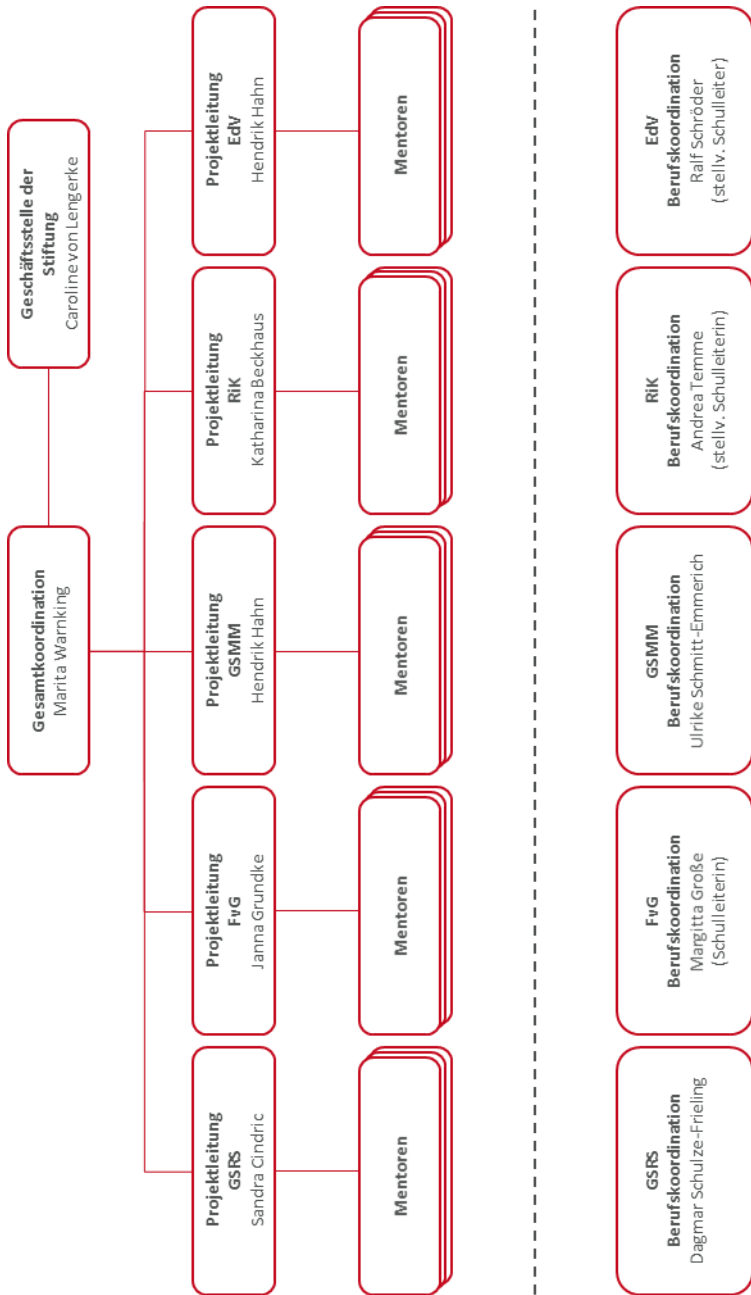 Gesamtkoordination
Marita Warnking
Geschäftsstelle der
Stiftung
Caroline von Lengerke
Projektleitung
GSRS
Sandra Cindric
Projektleitung
FvG
Janna Grundke
Projektleitung
GSMM
Hendrik Hahn
Projektleitung
RiK
Katharina Beckhaus
Projektleitung
EdV
Hendrik Hahn
Mentoren
Mentoren
Mentoren
Mentoren
Mentoren
GSRS
Berufskoordination
Dagmar Schulze-Frieling
FvG
Berufskoordination
Margitta Große
(Schulleiterin)
GSMM
Berufskoordination
Ulrike Schmitt-Emmerich
RiK
Berufskoordination
Andrea Temme
(stellv. Schulleiterin)
EdV
Berufskoordination
Ralf Schröder
(stellv. Schulleiter)